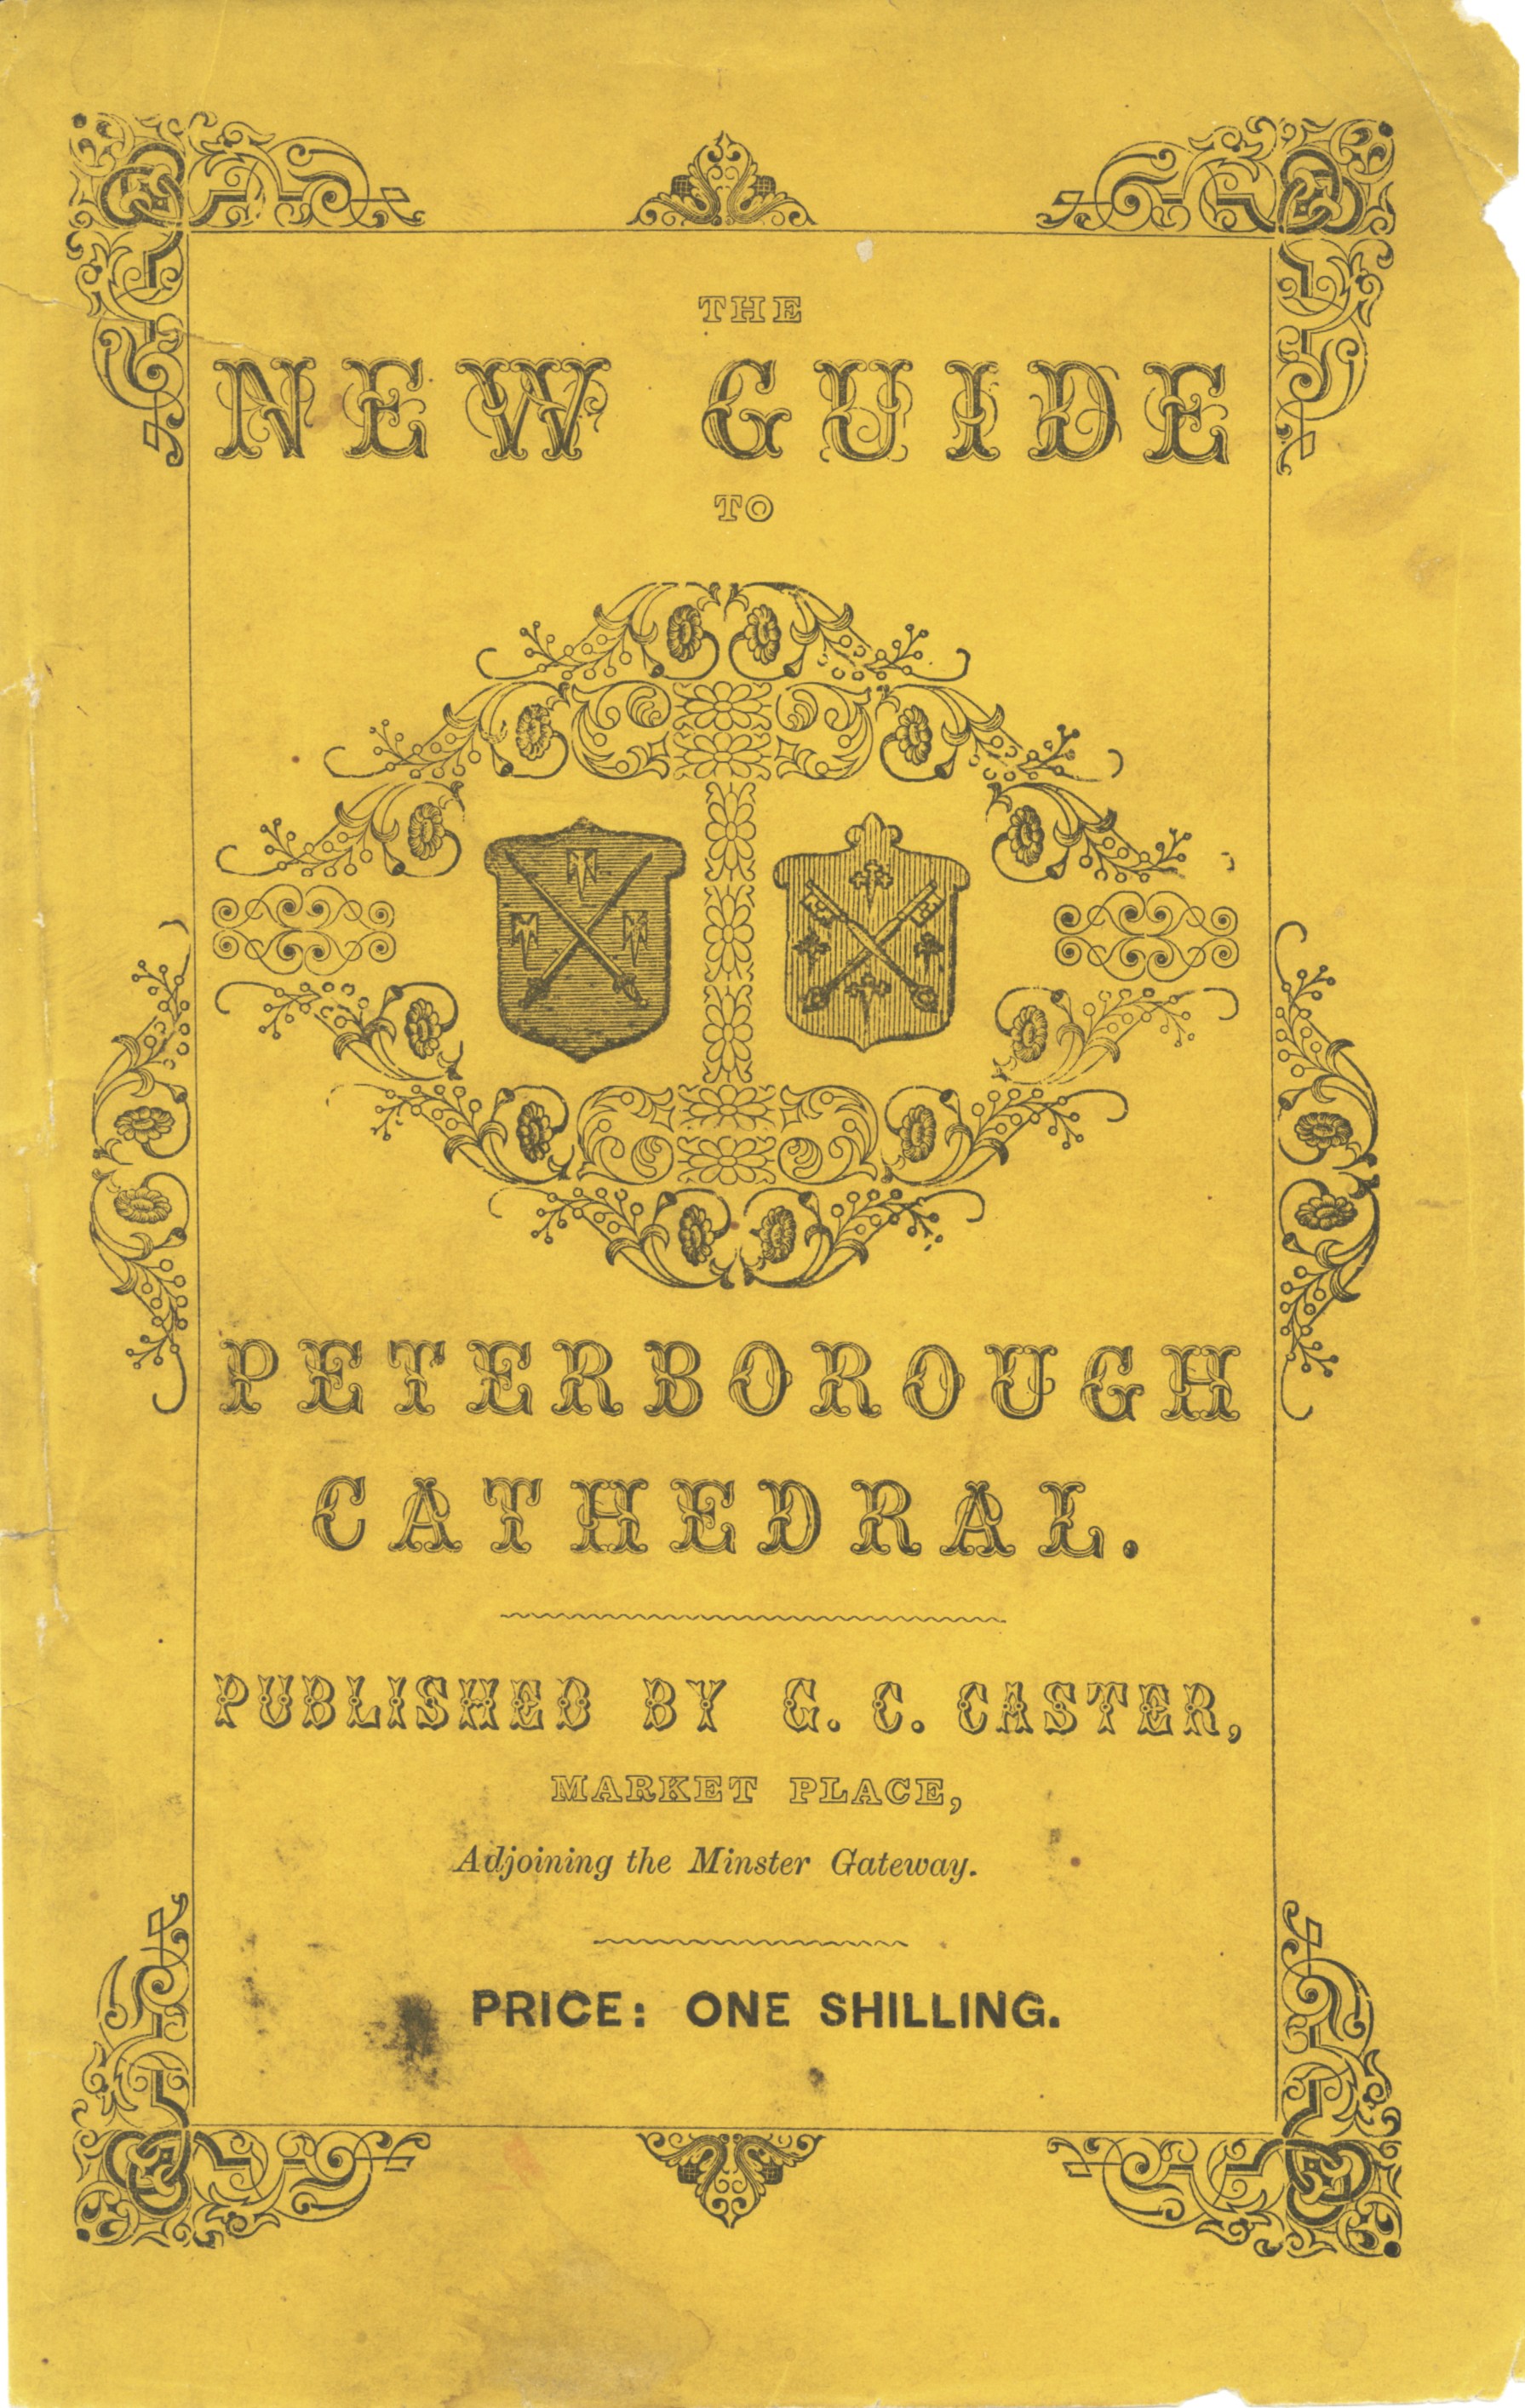 THE
NEW GUIDE
TO
PETERBOROUGH
CATHEDRAL.
PUBLISHED BY G. C. CASTER,
MARKET PLACE,
Adjoining the Minster Gateway.
PRICE: ONE SHILLING.